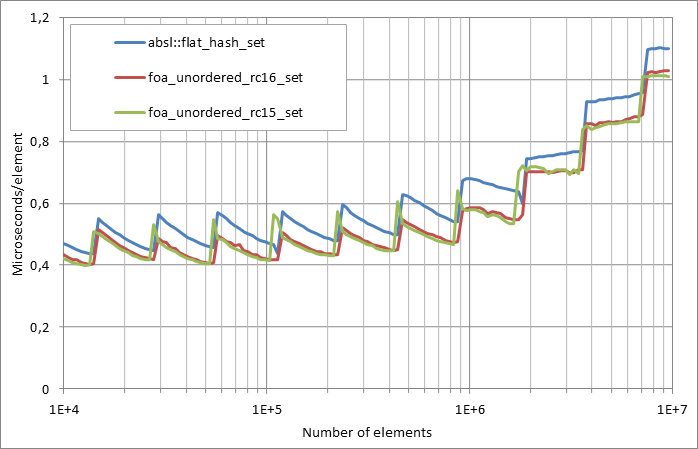 1,2
absl::flat_hash_set
foa_unordered_rc16_set
foa_unordered_rc15_set
1
0,8
0,6
0,4
0,2
0
Microseconds/element
1E+4
1E+5
1E+6
1E+7
Number of elements